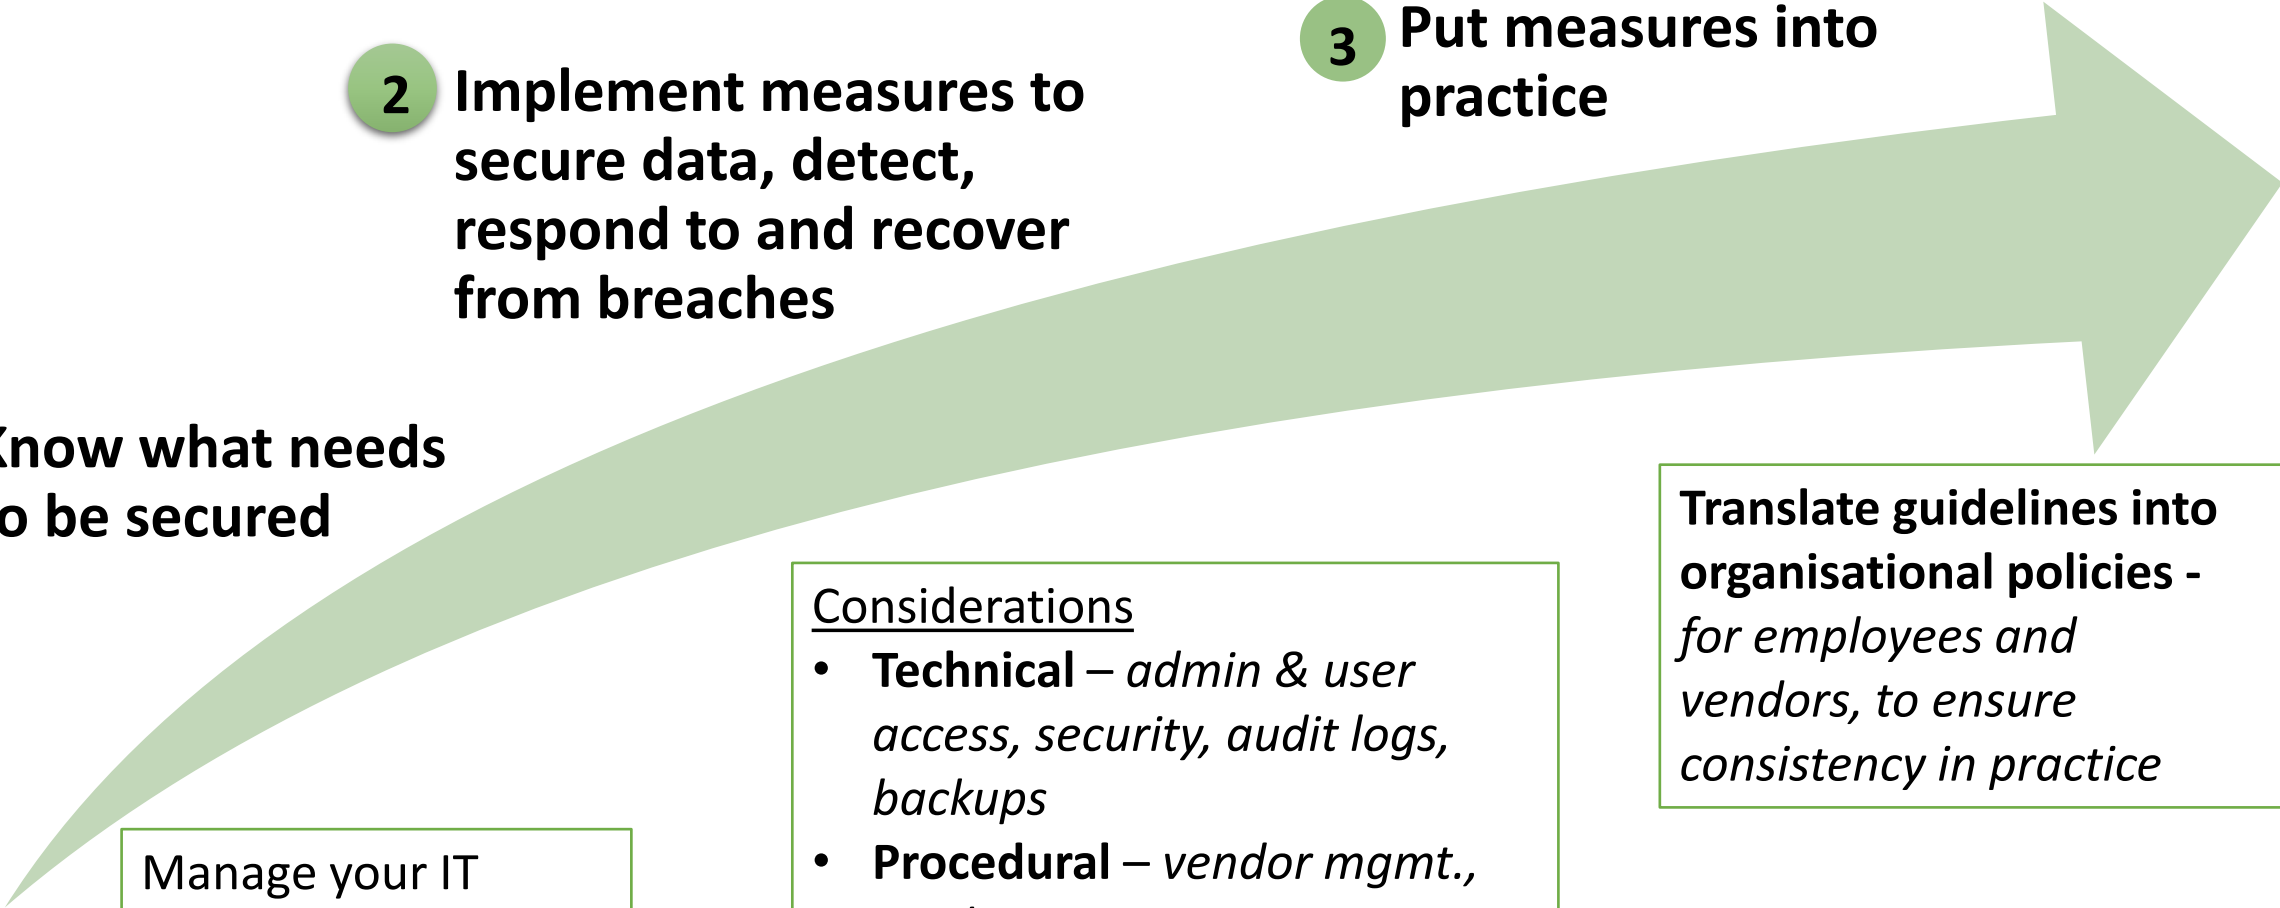 3
Put measures into
practice
2
Implement measures to
secure data, detect,
respond to and recover
from breaches
Know what needs
to be secured
Translate guidelines into
organisational policies -
for employees and
vendors, to ensure
consistency in practice
Considerations
• Technical – admin & user
access, security, audit logs,
backups
• Procedural – vendor mgmt.,
Manage your IT